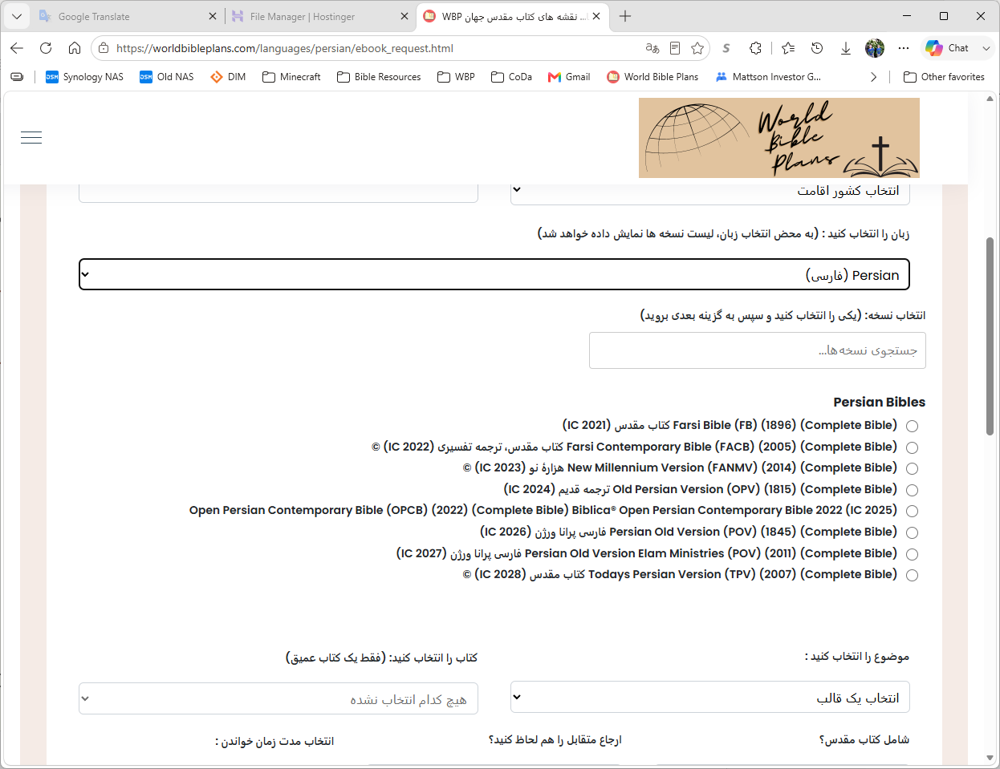 Google Translate
File Manager | Hostinger
نقشه های کتاب مقدس جهان WBP ...
https://worldbibleplans.com/languages/persian/ebook_request.html
Chat
Synology NAS
Old NAS
DIM
Minecraft
Bible Resources
WBP
CoDa
Gmail
World Bible Plans
Mattson Investor G...
Other favorites
World
Bible
Plans
انتخاب کشور اقامت
زبان را انتخاب کنید : (به محض انتخاب زبان، لیست نسخه ها نمایش داده خواهد شد)
Persian (فارسی)
انتخاب نسخه: (یکی را انتخاب کنید و سپس به گزینه بعدی بروید)
جستجوی نسخه‌ها...
Persian Bibles
Farsi Bible (FB) (1896) (Complete Bible) کتاب مقدس (IC 2021)
Farsi Contemporary Bible (FACB) (2005) (Complete Bible) کتاب مقدس، ترجمه تفسیری (IC 2022) ©
New Millennium Version (FANMV) (2014) (Complete Bible) هزارۀ نو (IC 2023) ©
Old Persian Version (OPV) (1815) (Complete Bible) ترجمه قدیم (IC 2024)
Open Persian Contemporary Bible (OPCB) (2022) (Complete Bible) Biblica® Open Persian Contemporary Bible 2022 (IC 2025)
Persian Old Version (POV) (1845) (Complete Bible) فارسی پرانا ورژن (IC 2026)
Persian Old Version Elam Ministries (POV) (2011) (Complete Bible) فارسی پرانا ورژن (IC 2027)
Todays Persian Version (TPV) (2007) (Complete Bible) کتاب مقدس (IC 2028) ©
موضوع را انتخاب کنید :
کتاب را انتخاب کنید: (فقط یک کتاب عمیق)
انتخاب یک قالب
هیچ کدام انتخاب نشده
شامل کتاب مقدس؟
ارجاع متقابل را هم لحاظ کنید؟
انتخاب مدت زمان خواندن :